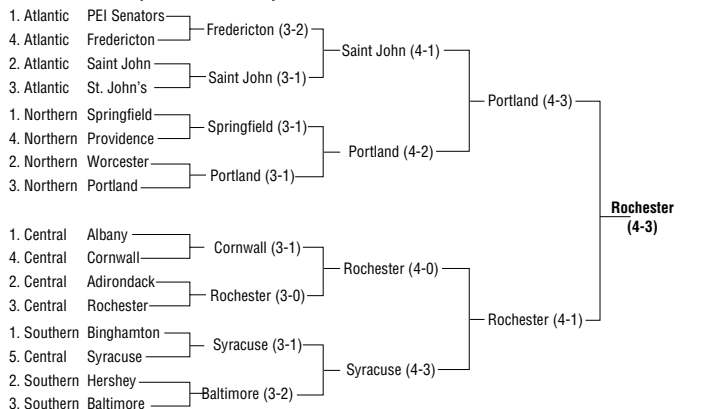 1. Atlantic PEI Senators
4. Atlantic Fredericton
2. Atlantic Saint John
3. Atlantic St. John's
1. Northern Springfield
4. Northern Providence
2. Northern Worcester
3. Northern Portland
Fredericton (3-2)
Saint John (3-1)
Springfield (3-1)
Portland (3-1)
Saint John (4-1)
Portland (4-2)
Portland (4-3)
1. Central Albany
4. Central Cornwall
2. Central Adirondack
3. Central Rochester
1. Southern Binghamton
5. Central Syracuse
2. Southern Hershey
3. Southern Baltimore
Cornwall (3-1)
Rochester (3-0)
Syracuse (3-1)
Baltimore (3-2)
Rochester (4-0)
Syracuse (4-3)
Rochester (4-1)
Rochester
(4-3)